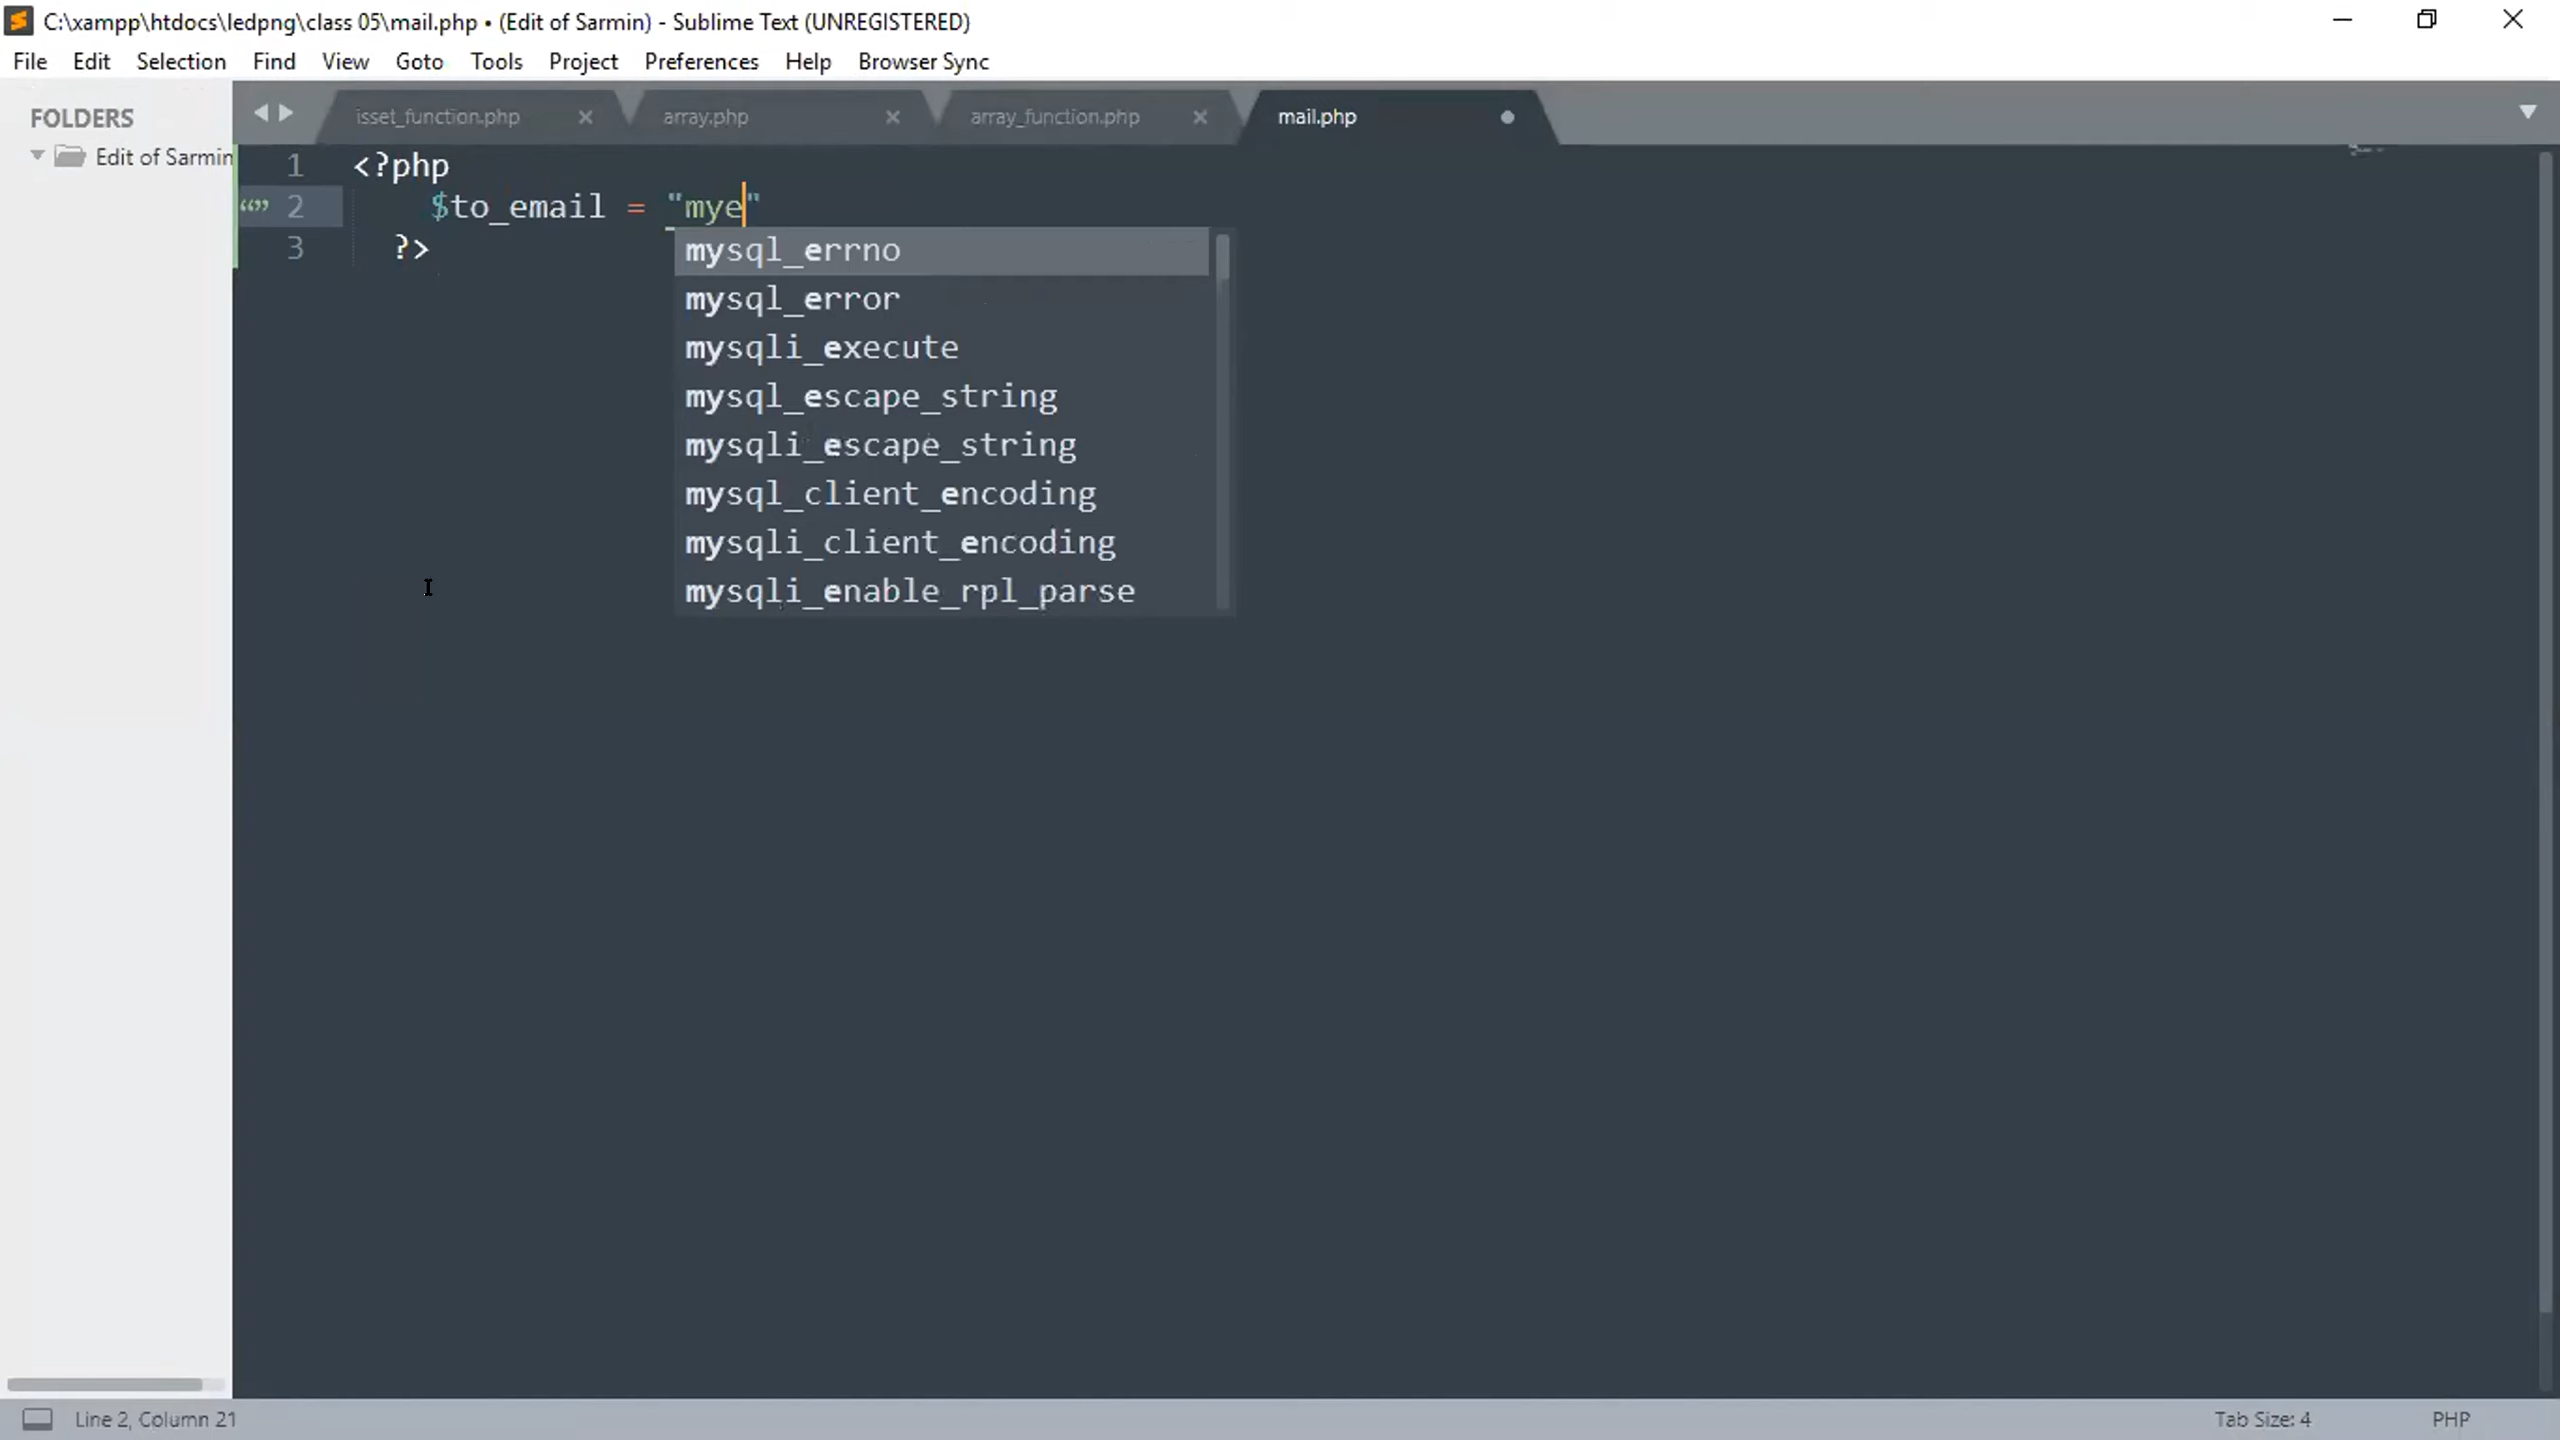 C:\xampp\htdocs\ledpng\class 05\mail.php • (Edit of Sarmin) - Sublime Text (UNREGISTERED)
File Edit Selection Find View Goto Tools Project Preferences Help Browser Sync
FOLDERS
Edit of Sarmin
isset_function.php array.php array_function.php mail.php
1 <?php
2 $to_email = "mye"
3 ?>
mysql_errno
mysql_error
mysqli_execute
mysql_escape_string
mysqli_escape_string
mysql_client_encoding
mysqli_client_encoding
mysqli_enable_rpl_parse
Line 2, Column 21 Tab Size: 4 PHP